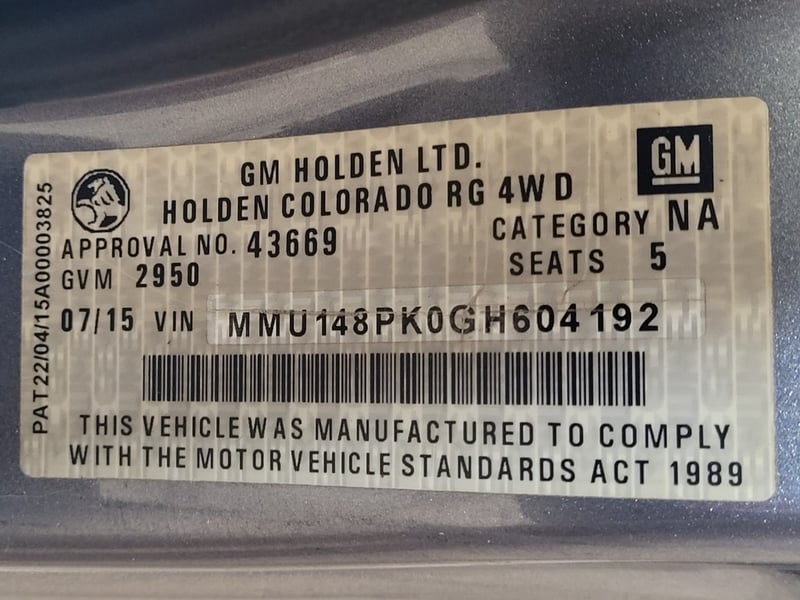 GM HOLDEN LTD.
HOLDEN COLORADO RG 4WD
GM
APPROVAL NO. 43669
CATEGORY NA
GVM 2950
SEATS 5
07/15 VIN MMU148PK0GH604192
THIS VEHICLE WAS MANUFACTURED TO COMPLY
WITH THE MOTOR VEHICLE STANDARDS ACT 1989
PAT22/04/15A00003825